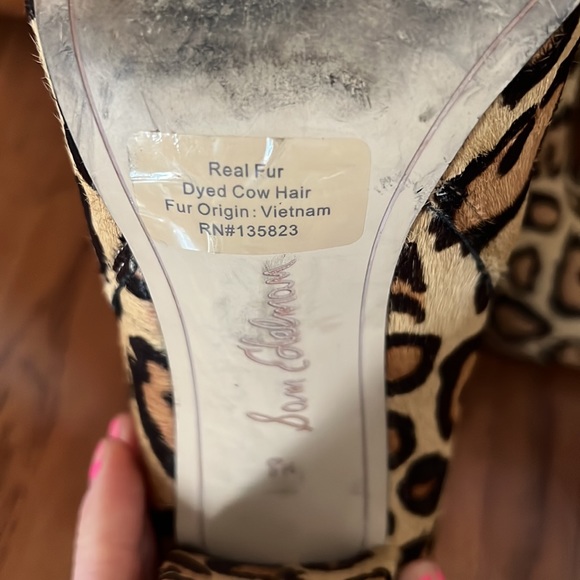 Real Fur
Dyed Cow Hair
Fur Origin : Vietnam
RN#135823
Sam Edelman